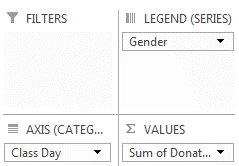 FILTERS
LEGEND (SERIES)
Gender
AXIS (CATEG...
Σ VALUES
Class Day
Sum of Donat...